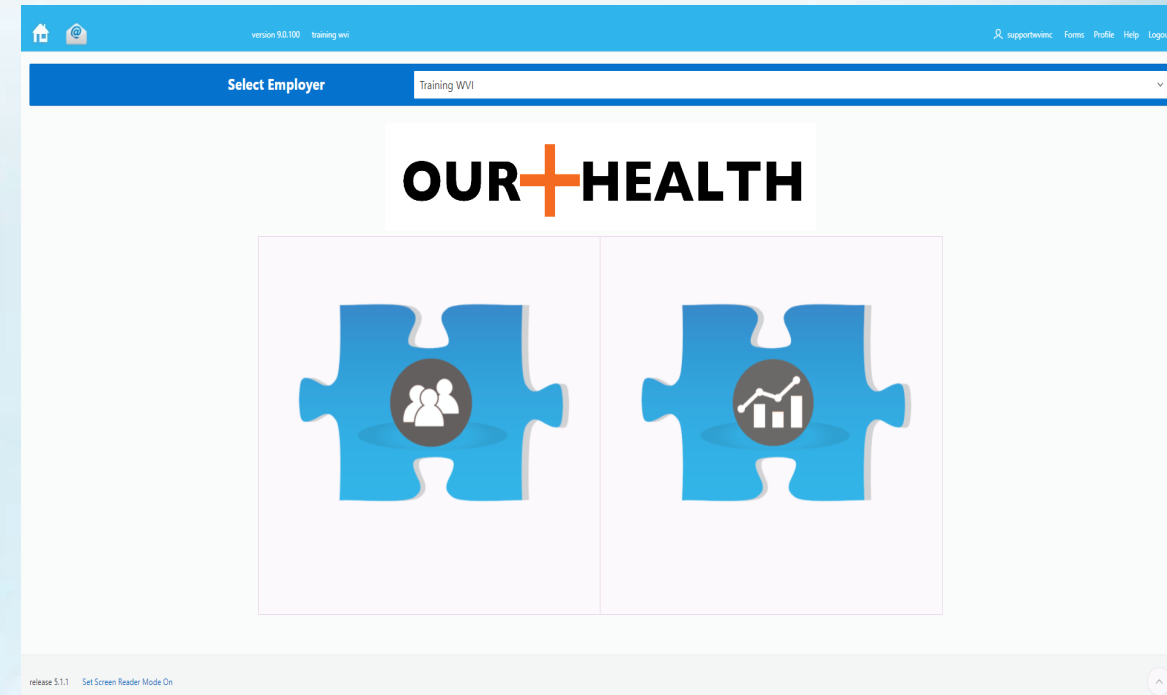 version 9.0.100 training wvi supportwvimc Forms Profile Help Logou
Select Employer Training WVI
OUR HEALTH
release 5.1.1 Set Screen Reader Mode On